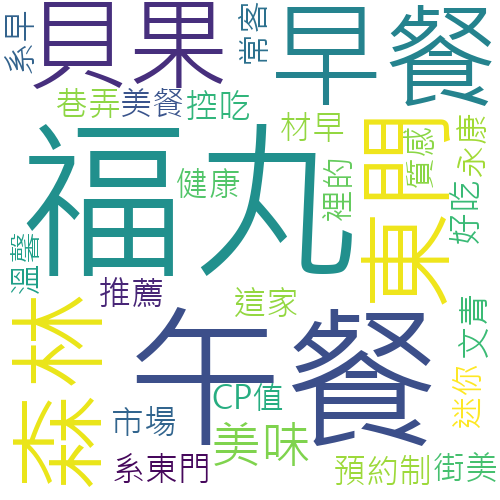 貝果
早餐
常客
系早
巷弄
美餐
控吃
材早
福丸
東門
質感
永康
健康
裡的
好吃
溫馨
推薦
這家
森林
午餐
文青
CP值
迷你
市場
美味
系東門
預約制
街美